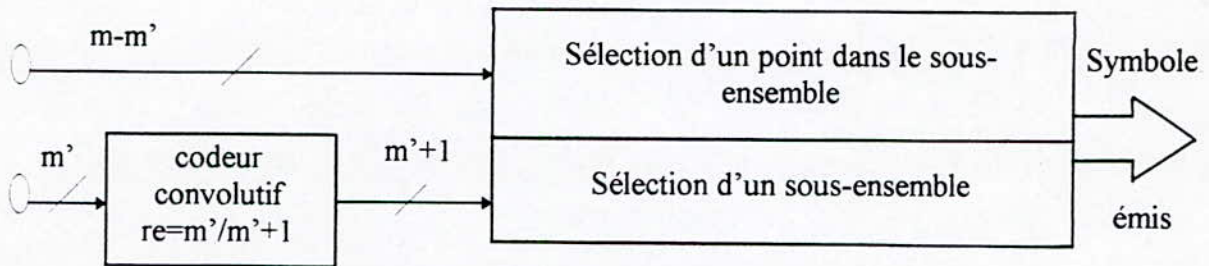 m-m'
Sélection d'un point dans le sous-
ensemble
Symbole
m'
codeur
convolutif
re=m'/m'+1
m'+1
Sélection d'un sous-ensemble
émis